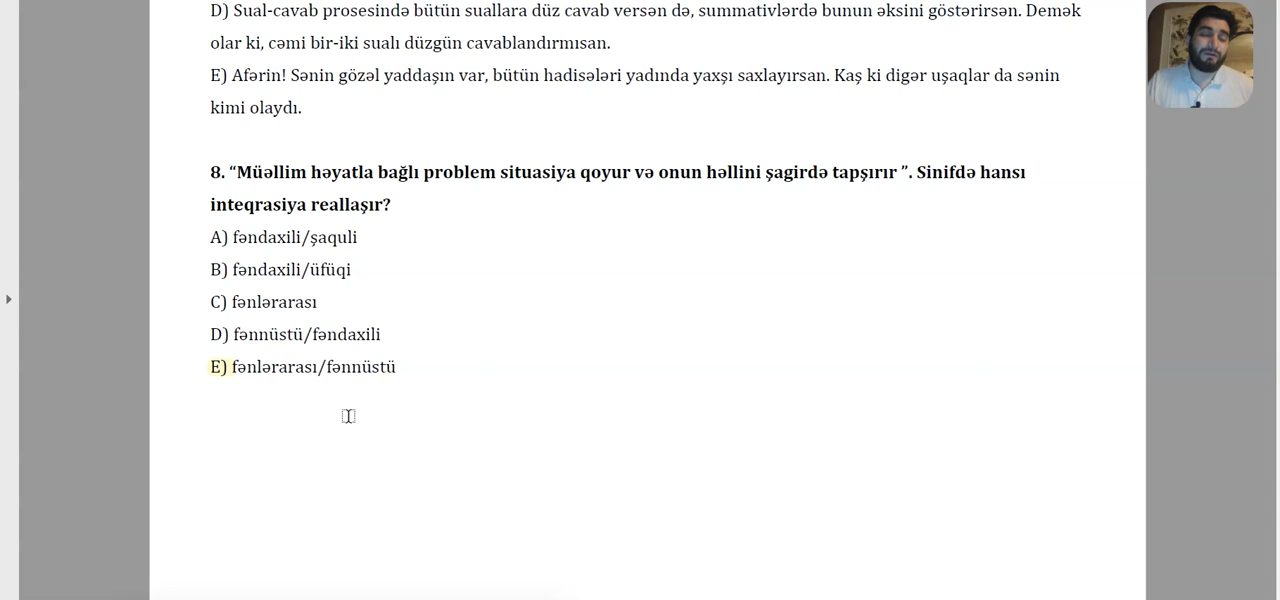 D) Sual-cavab prosesində bütün suallara düz cavab versən də, summativlərdə bunun əksini göstərirsən. Demək
olar ki, cəmi bir-iki sualı düzgün cavablandırmısan.
E) Afərin! Sənin gözəl yaddaşın var, bütün hadisələri yadında yaxşı saxlayırsan. Kaş ki digər uşaqlar da sənin
kimi olaydı.
8. “Müəllim həyatla bağlı problem situasiya qoyur və onun həllini şagirdə tapşırır ”. Sinifdə hansı
inteqrasiya reallaşır?
A) fəndaxili/şaquli
B) fəndaxili/üfüqi
C) fənlərarası
D) fənnüstü/fəndaxili
E) fənlərarası/fənnüstü